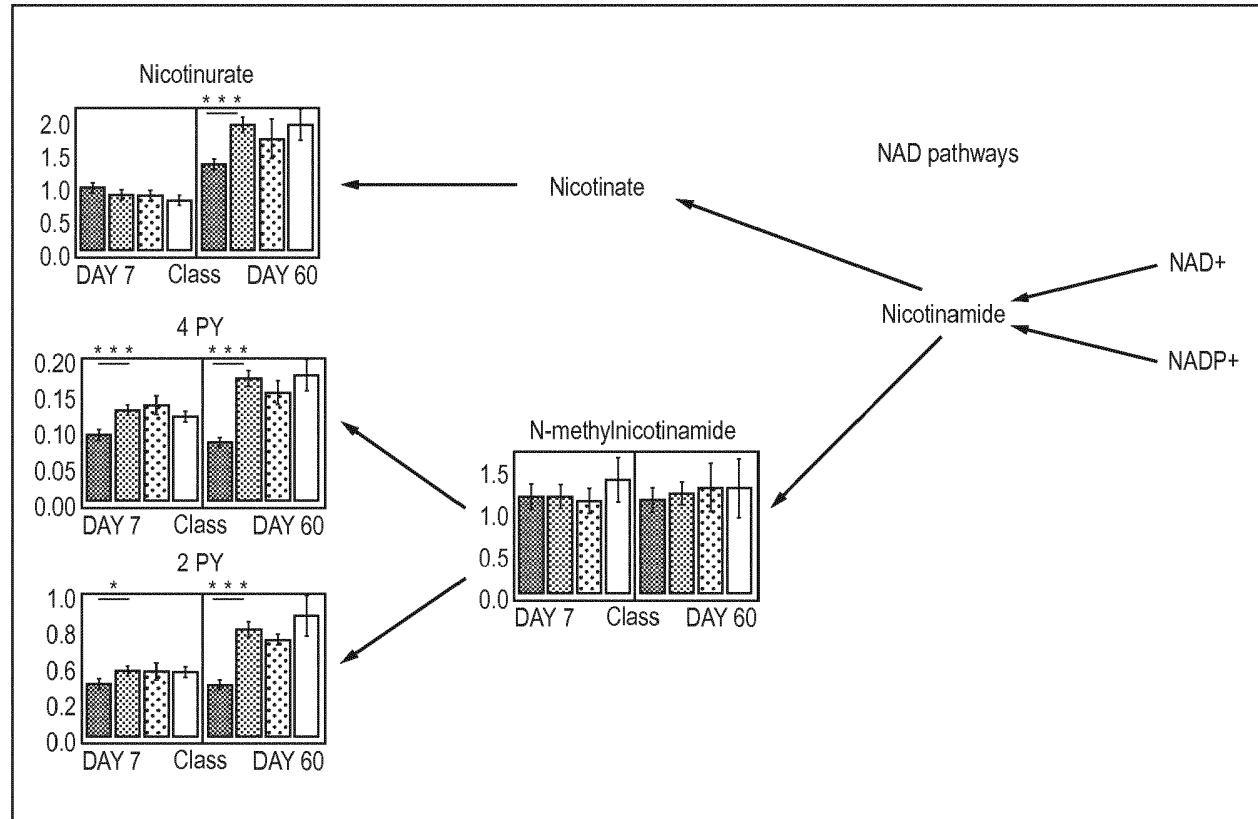 Nicotinurate
* * *
2.0
1.5
1.0
0.5
0.0
DAY 7 Class DAY 60
Nicotinate
NAD pathways
NAD+
Nicotinamide
NADP+
4 PY
* * * * * *
0.20
0.15
0.10
0.05
0.00
DAY 7 Class DAY 60
N-methylnicotinamide
1.5
1.0
0.5
0.0
DAY 7 Class DAY 60
2 PY
* * * *
1.0
0.8
0.6
0.2
0.0
DAY 7 Class DAY 60